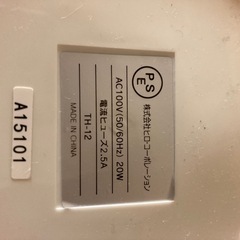 PSE
株式会社ヒロ・コーポレーション
AC100V(50/60Hz) 20W
電流ヒューズ2.5A
TH-12
MADE IN CHINA
A15101